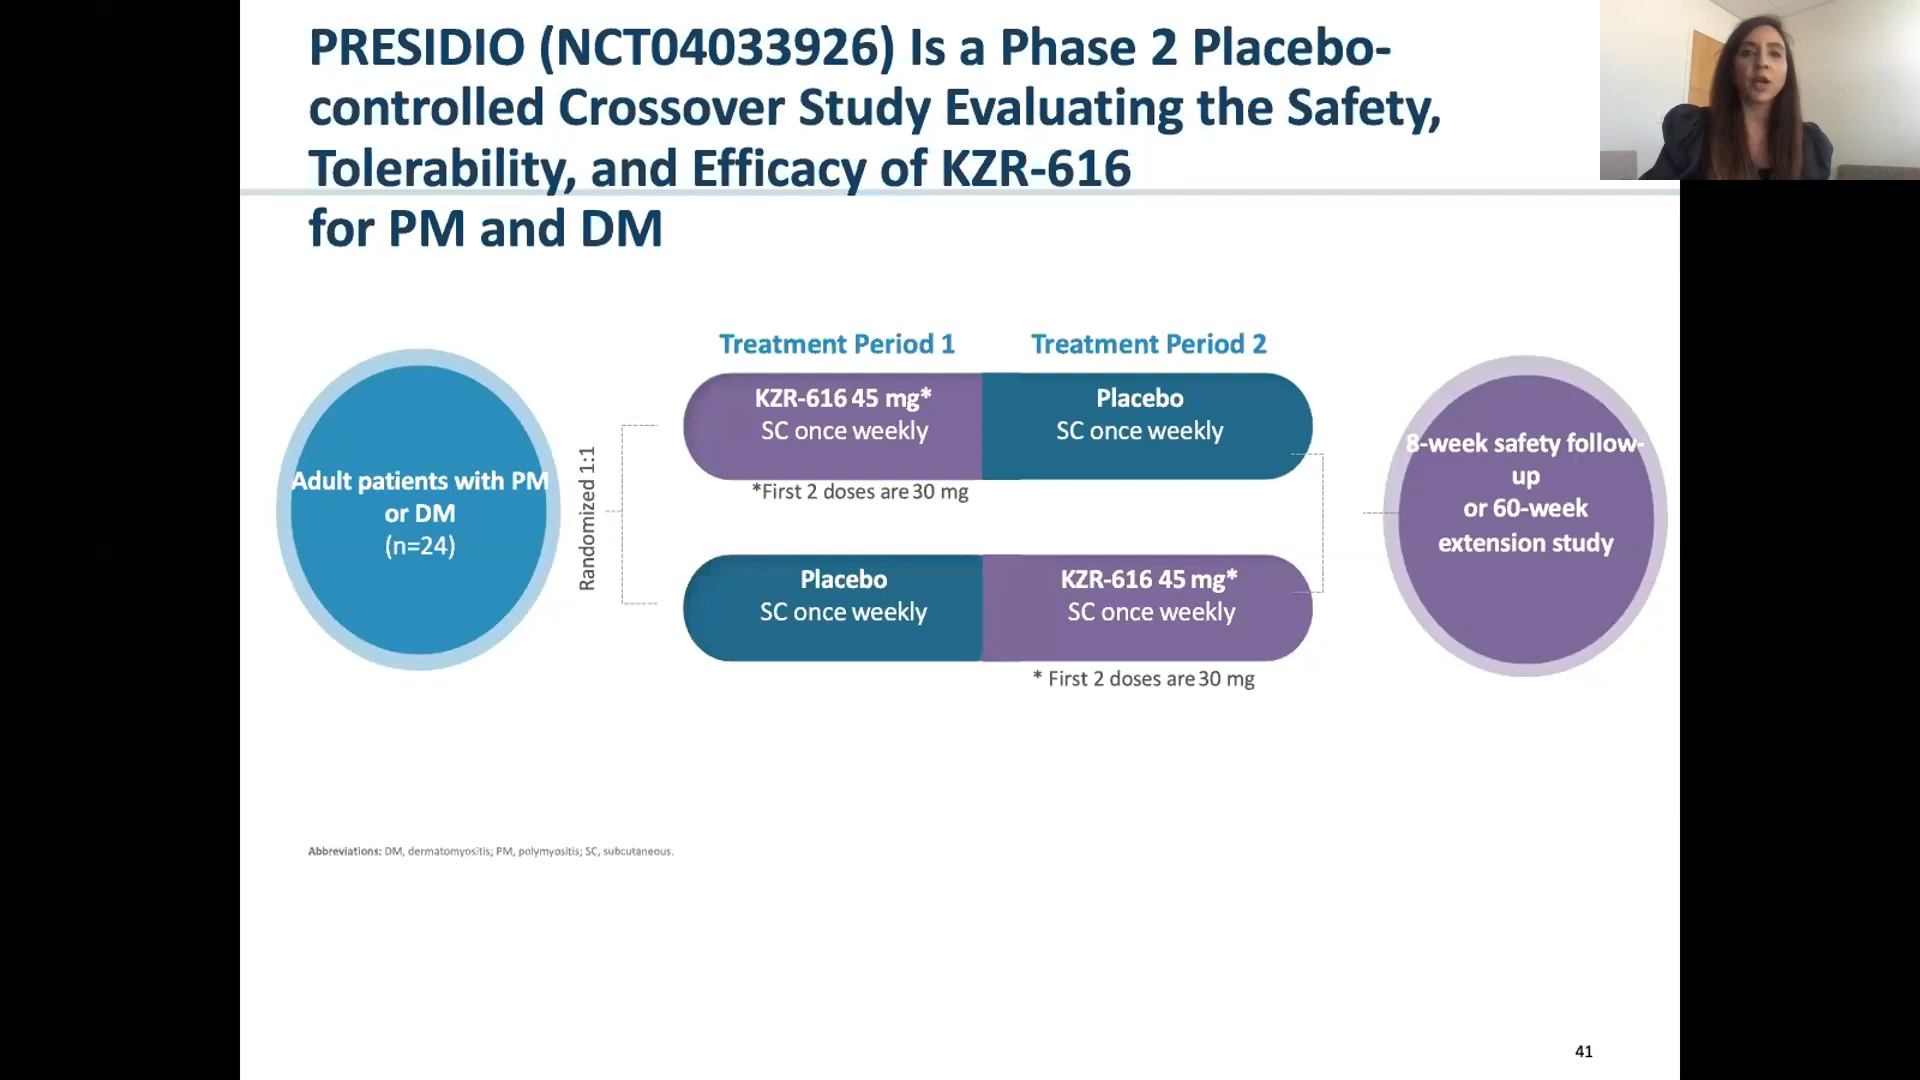 PRESIDIO (NCT04033926) Is a Phase 2 Placebo-
controlled Crossover Study Evaluating the Safety,
Tolerability, and Efficacy of KZR-616
for PM and DM
Adult patients with PM
or DM
(n=24)
Randomized 1:1
Treatment Period 1
Treatment Period 2
KZR-616 45 mg*
SC once weekly
Placebo
SC once weekly
*First 2 doses are 30 mg
Placebo
SC once weekly
KZR-616 45 mg*
SC once weekly
* First 2 doses are 30 mg
8-week safety follow-
up
or 60-week
extension study
Abbreviations: DM, dermatomyositis; PM, polymyositis; SC, subcutaneous.
41